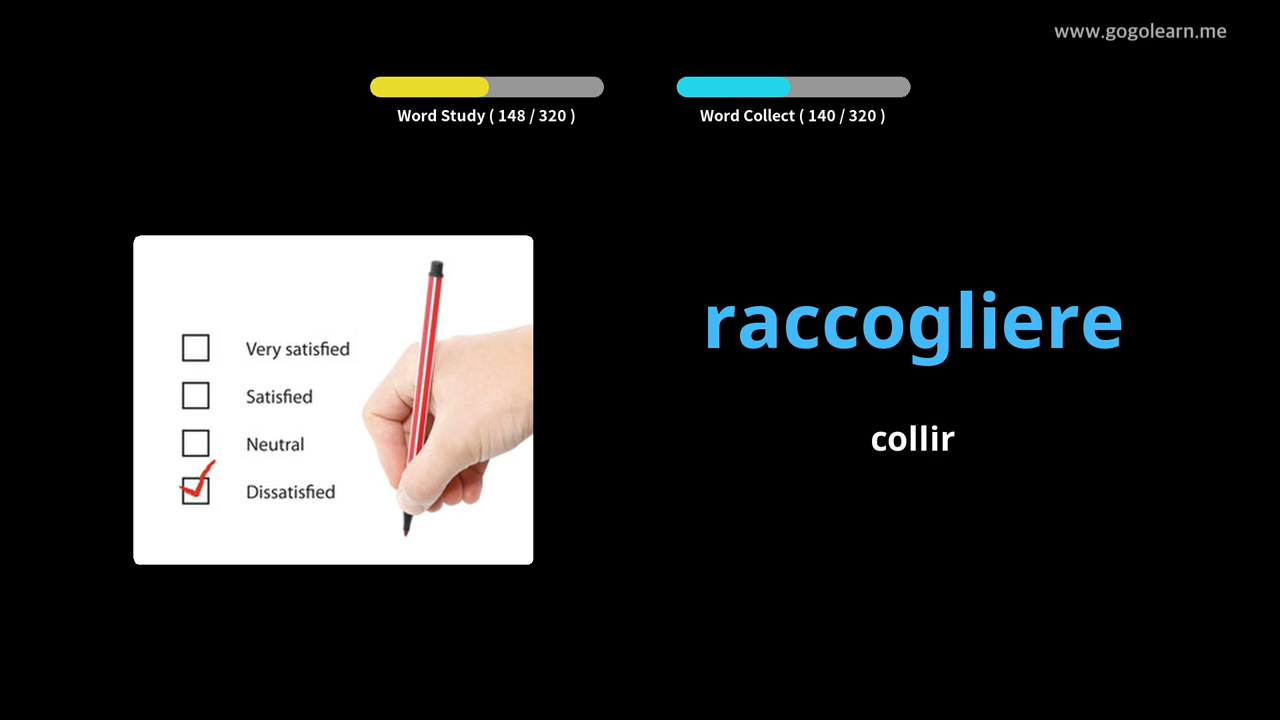 www.gogolearn.me
Word Study ( 148 / 320 )
Word Collect ( 140 / 320 )
Very satisfied
Satisfied
Neutral
Dissatisfied
raccogliere
collir